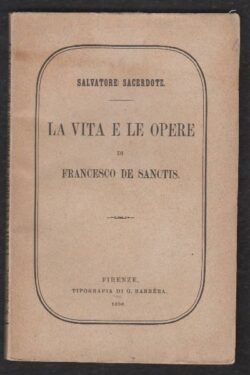 SALVATORE SACERDOTE.
LA VITA E LE OPERE
DI
FRANCESCO DE SANCTIS.
FIRENZE,
TIPOGRAFIA DI G. BARBÈRA.